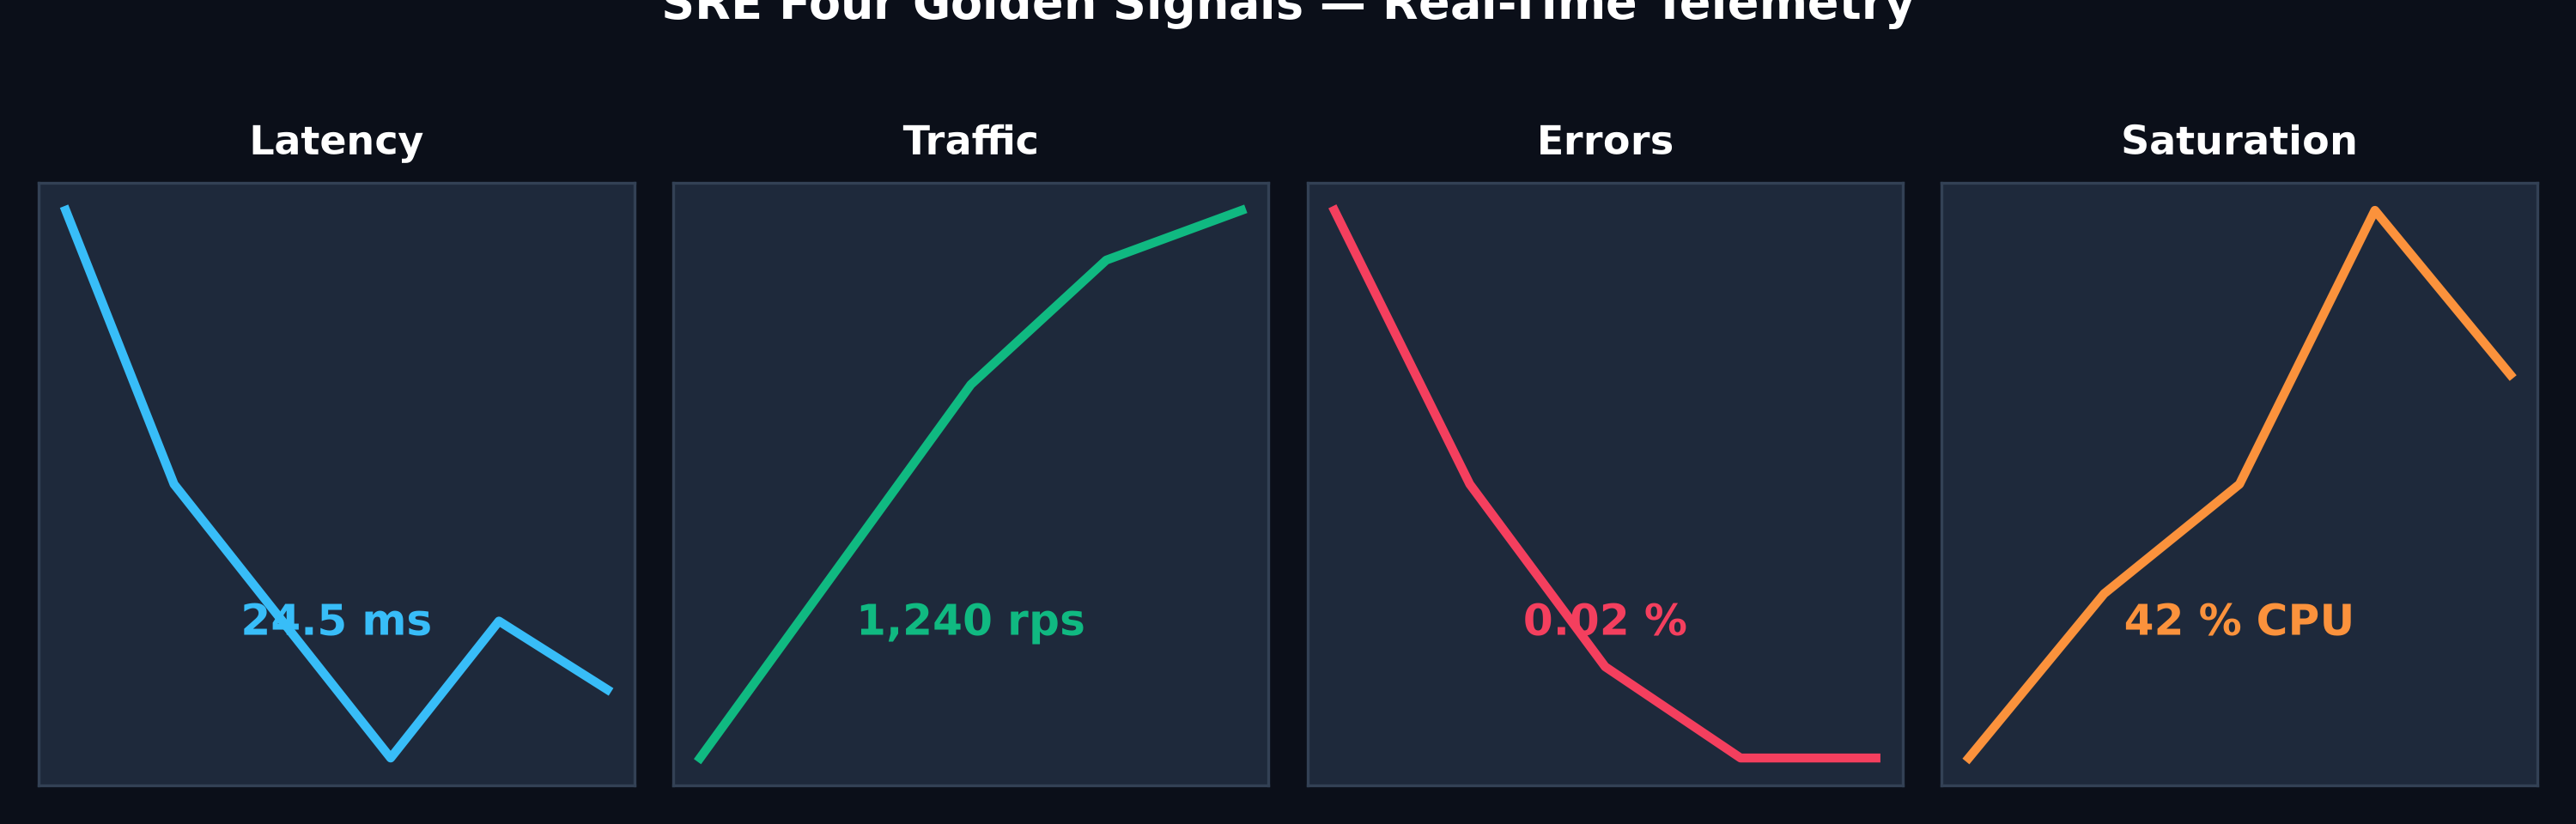 SRE Four Golden Signals — Real-Time Telemetry
Latency
Traffic
Errors
Saturation
24.5 ms
1,240 rps
0.02 %
42 % CPU